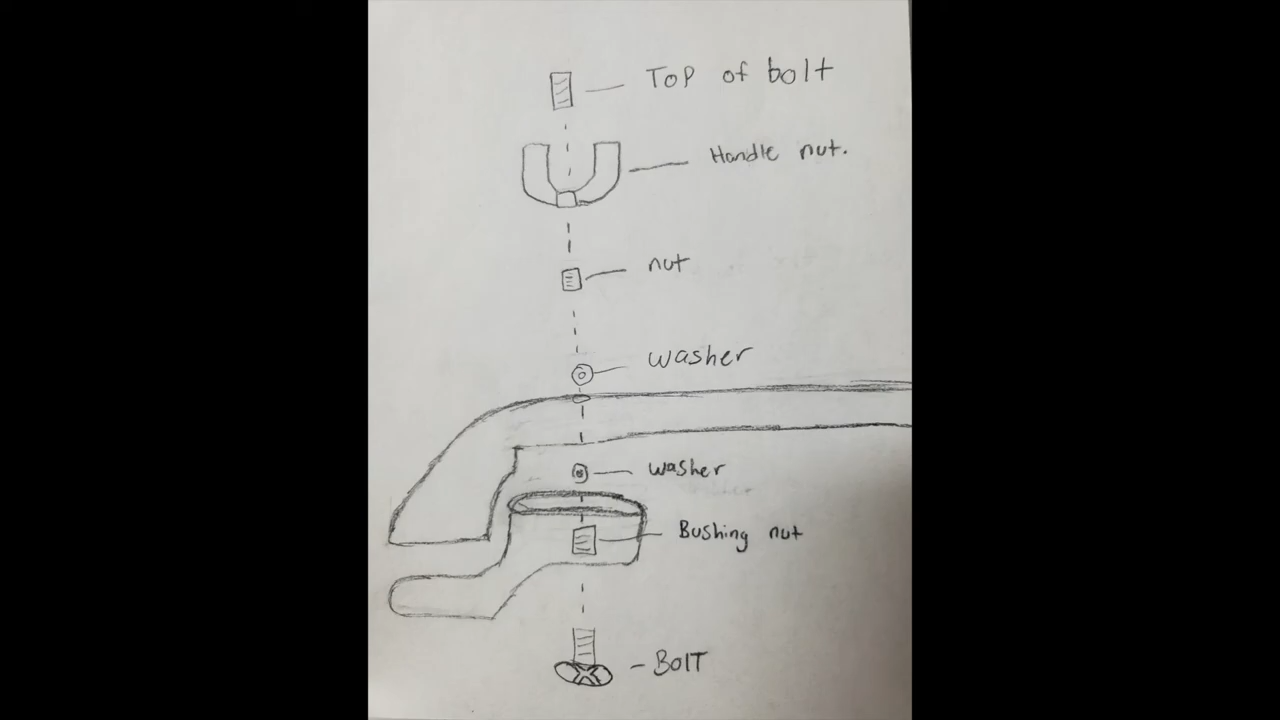 Top of bolt
Handle nut.
nut
washer
washer
Bushing nut
BOLT